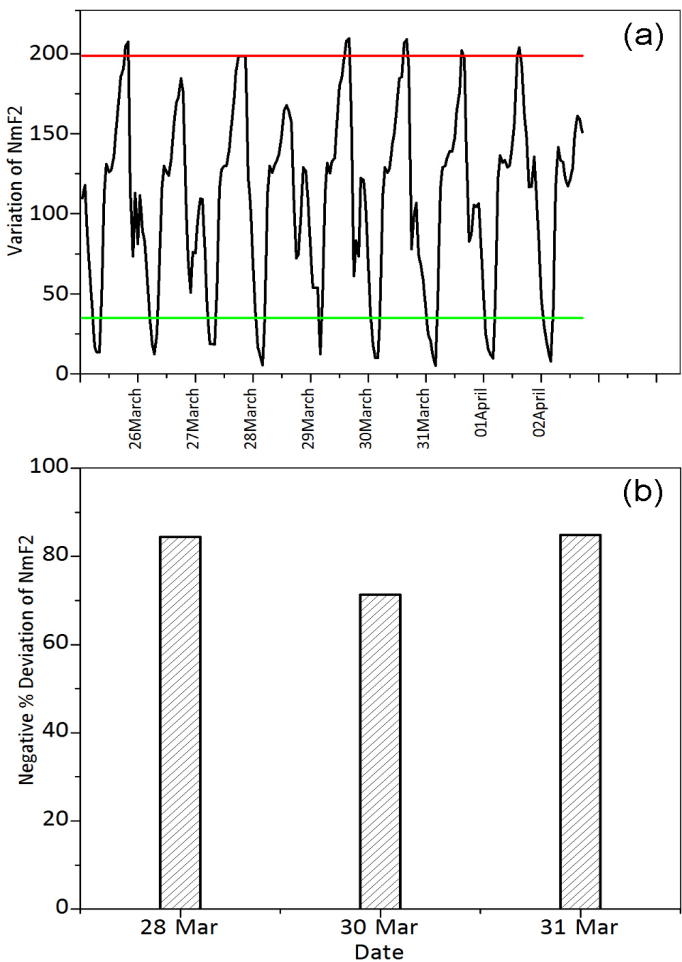 (a)
Variation of NmF2
200
150
100
50
0
26March
27March
28March
29March
30March
31March
01April
02April
(b)
Negative % Deviation of NmF2
100
80
60
40
20
0
28 Mar
30 Mar
31 Mar
Date